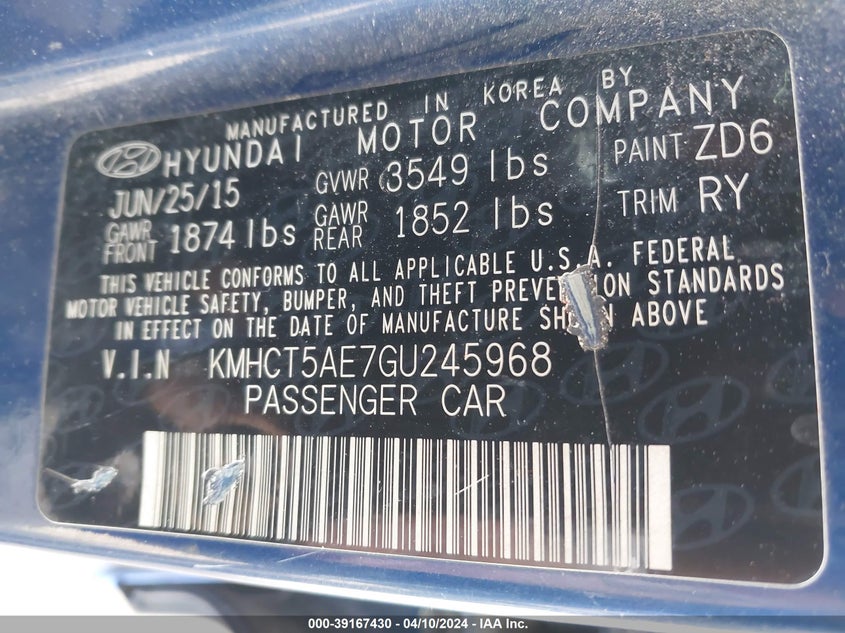 MANUFACTURED IN KOREA BY
HYUNDAI MOTOR COMPANY
JUN/25/15 GVWR 3549 lbs PAINT ZD6
GAWR FRONT 1874 lbs GAWR REAR 1852 lbs TRIM RY
THIS VEHICLE CONFORMS TO ALL APPLICABLE U.S.A. FEDERAL
MOTOR VEHICLE SAFETY, BUMPER, AND THEFT PREVENTION STANDARDS
IN EFFECT ON THE DATE OF MANUFACTURE SHOWN ABOVE
V.I.N KMHCT5AE7GU245968
PASSENGER CAR
000-39167430 - 04/10/2024 - IAA Inc.